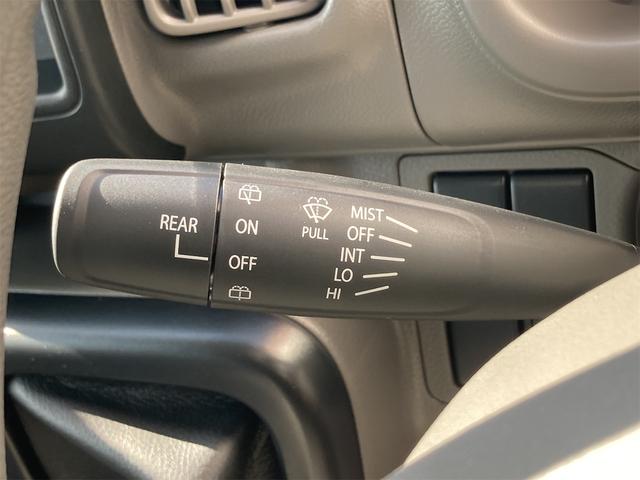 REAR
ON
OFF
PULL
MIST
OFF
INT
LO
HI